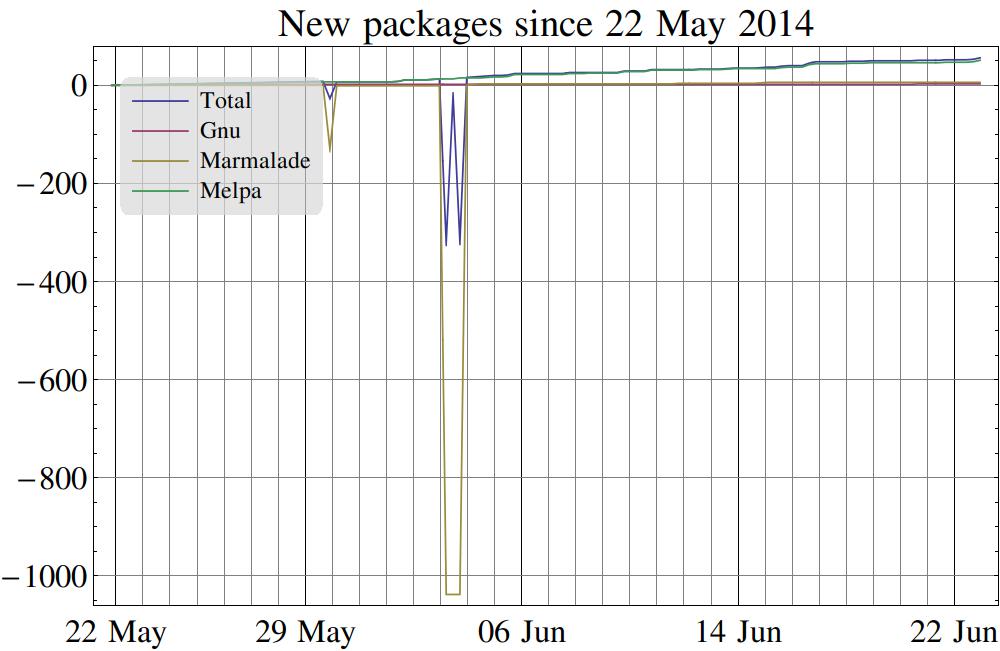 New packages since 22 May 2014
0
−200
−400
−600
−800
−1000
Total
Gnu
Marmalade
Melpa
22 May 29 May 06 Jun 14 Jun 22 Jun